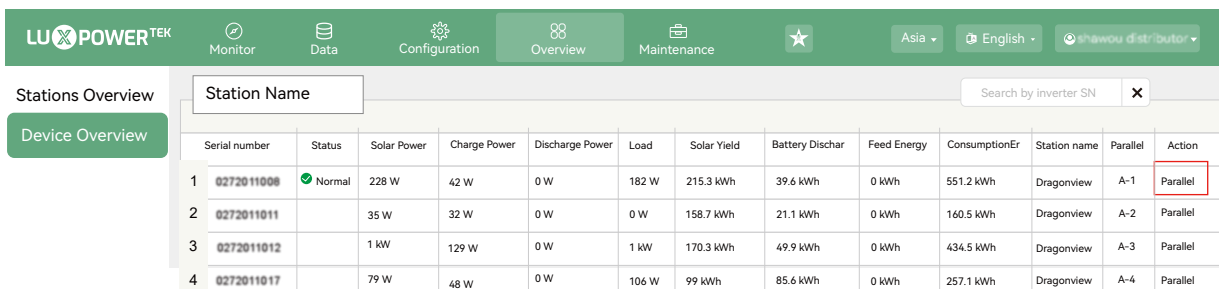 LUXPOWERTEK Monitor Data Configuration Overview Maintenance Asia English shawou distributor
Stations Overview
Device Overview
Station Name
Search by inverter SN
Serial number Status Solar Power Charge Power Discharge Power Load Solar Yield Battery Dischar Feed Energy ConsumptionEr Station name Parallel Action
1 0272011008 Normal 228 W 42 W 0 W 182 W 215.3 kWh 39.6 kWh 0 kWh 551.2 kWh Dragonview A-1 Parallel
2 0272011011 35 W 32 W 0 W 0 W 158.7 kWh 21.1 kWh 0 kWh 160.5 kWh Dragonview A-2 Parallel
3 0272011012 1 kW 129 W 0 W 1 kW 170.3 kWh 49.9 kWh 0 kWh 434.5 kWh Dragonview A-3 Parallel
4 0272011017 79 W 48 W 0 W 106 W 99 kWh 85.6 kWh 0 kWh 257.1 kWh Dragonview A-4 Parallel